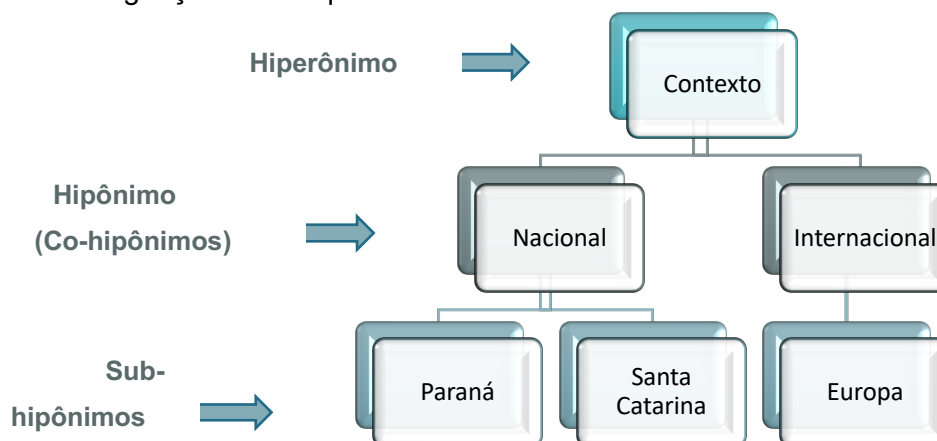 Hiperônimo
Contexto
Hipônimo
(Co-hipônimos)
Nacional
Internacional
Sub-
hipônimos
Paraná
Santa
Catarina
Europa